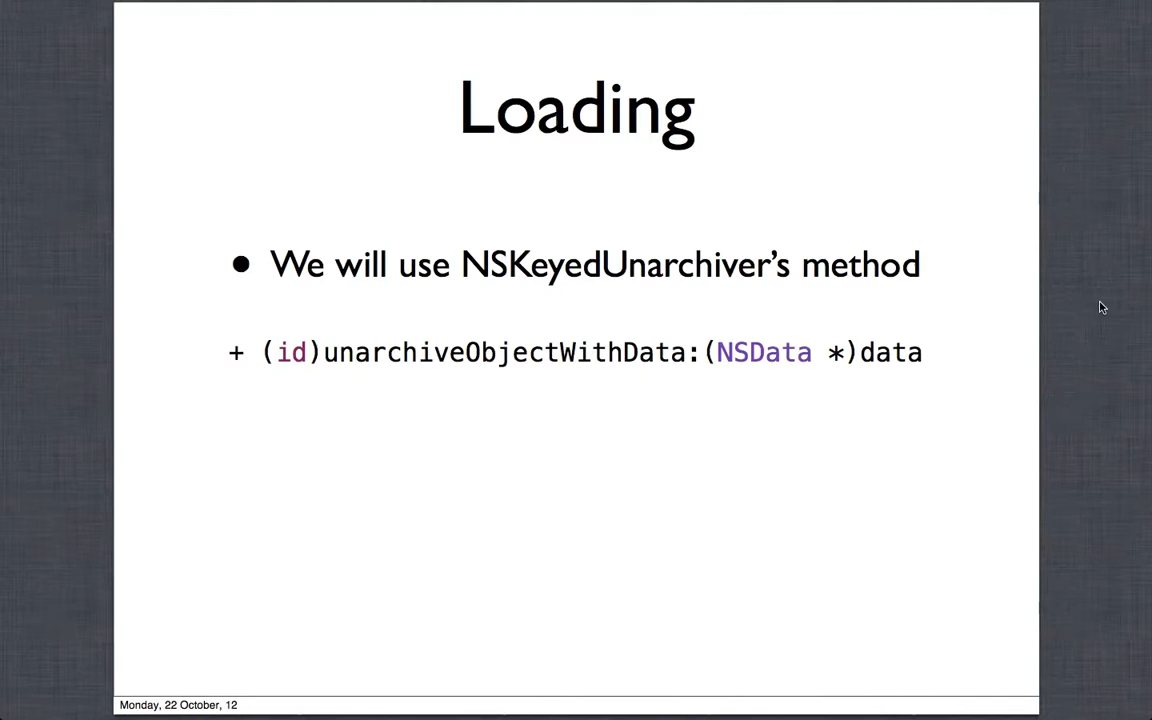 Loading
• We will use NSKeyedUnarchiver’s method
+ (id)unarchiveObjectWithData:(NSData *)data
Monday, 22 October, 12